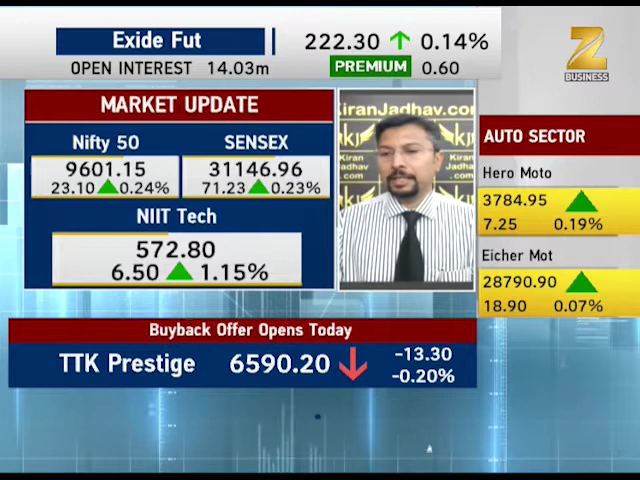 Exide Fut
222.30 0.14%
OPEN INTEREST 14.03m
PREMIUM 0.60
Z
BUSINESS
MARKET UPDATE
Nifty 50
9601.15
23.10 0.24%
SENSEX
31146.96
71.23 0.23%
NIIT Tech
572.80
6.50 1.15%
KiranJadhav.com
Kiran
Jadhav
AUTO SECTOR
Hero Moto
3784.95
7.25 0.19%
Eicher Mot
28790.90
18.90 0.07%
Buyback Offer Opens Today
TTK Prestige 6590.20 -13.30
-0.20%